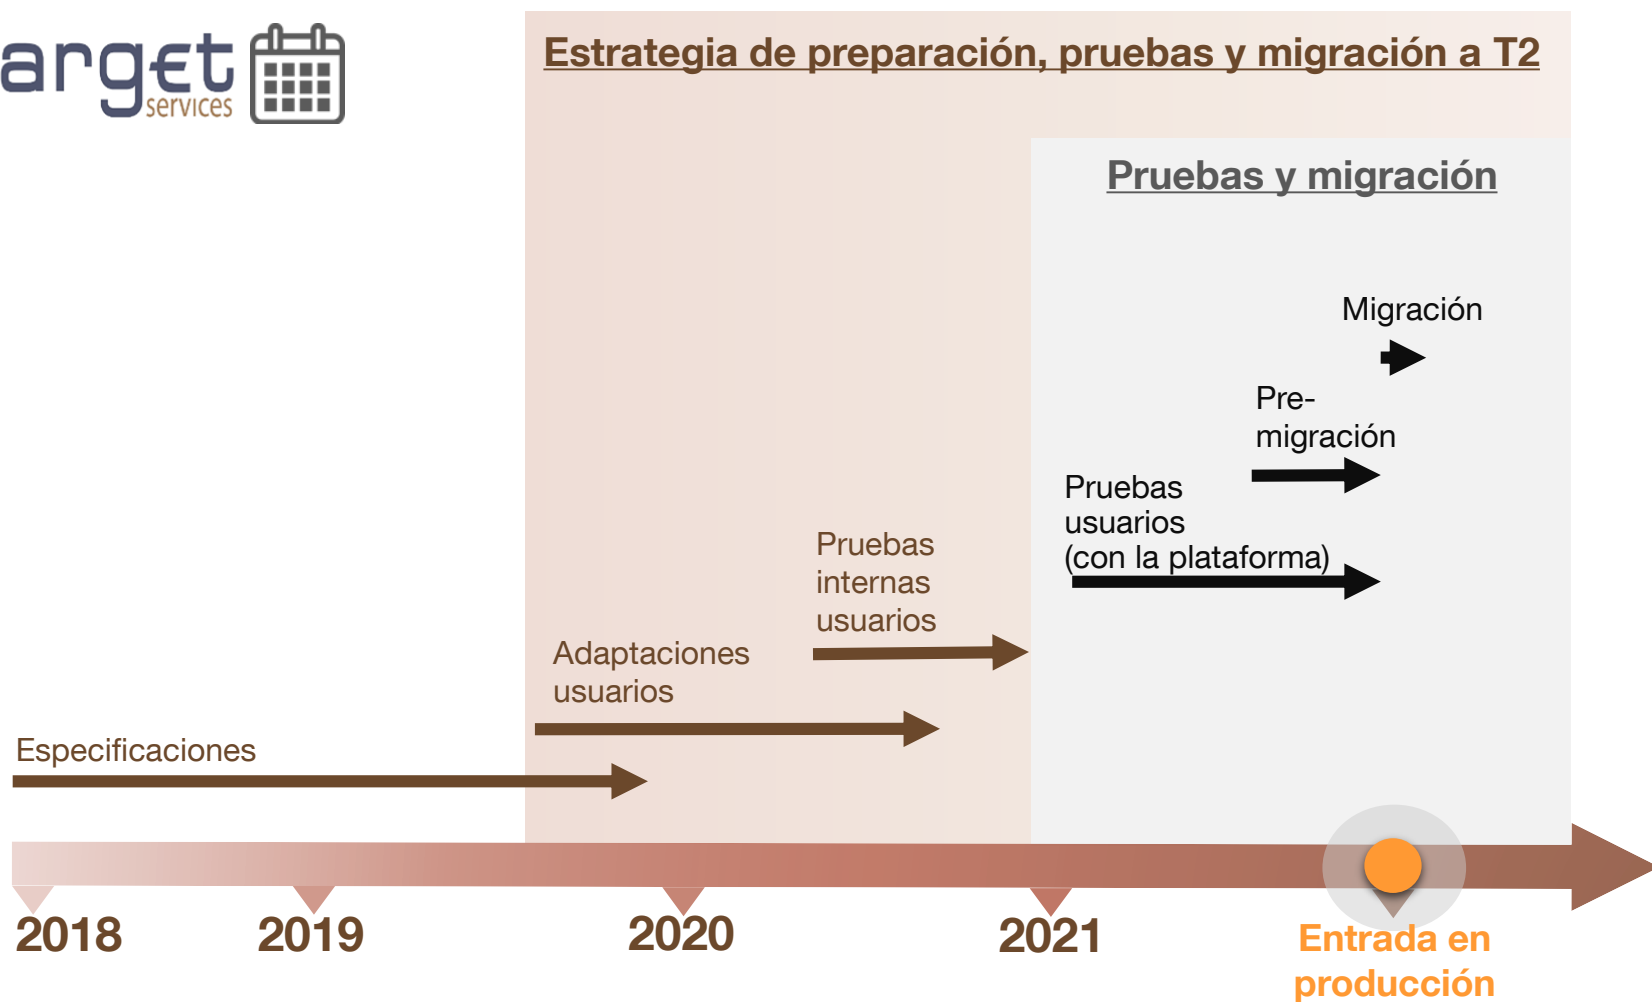 arg€t
services
Estrategia de preparación, pruebas y migración a T2
Pruebas y migración
Migración
Pre-
migración
Pruebas
usuarios
(con la plataforma)
Pruebas
internas
usuarios
Adaptaciones
usuarios
Especificaciones
2018
2019
2020
2021
Entrada en
producción